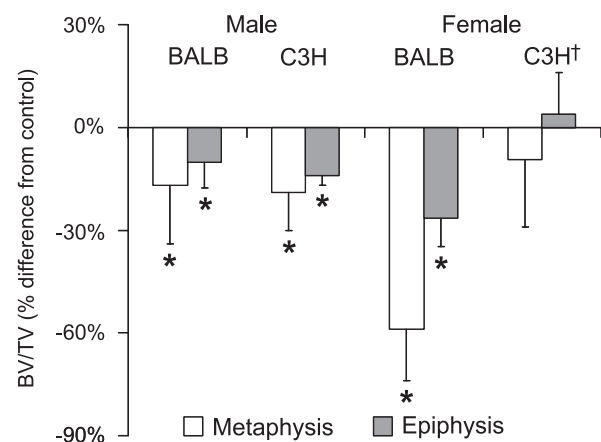 30%
Male Female
BALB C3H BALB C3H†
0%
*
*
*
*
-30%
*
-60%
*
-90%
Metaphysis Epiphysis
BV/TV (% difference from control)